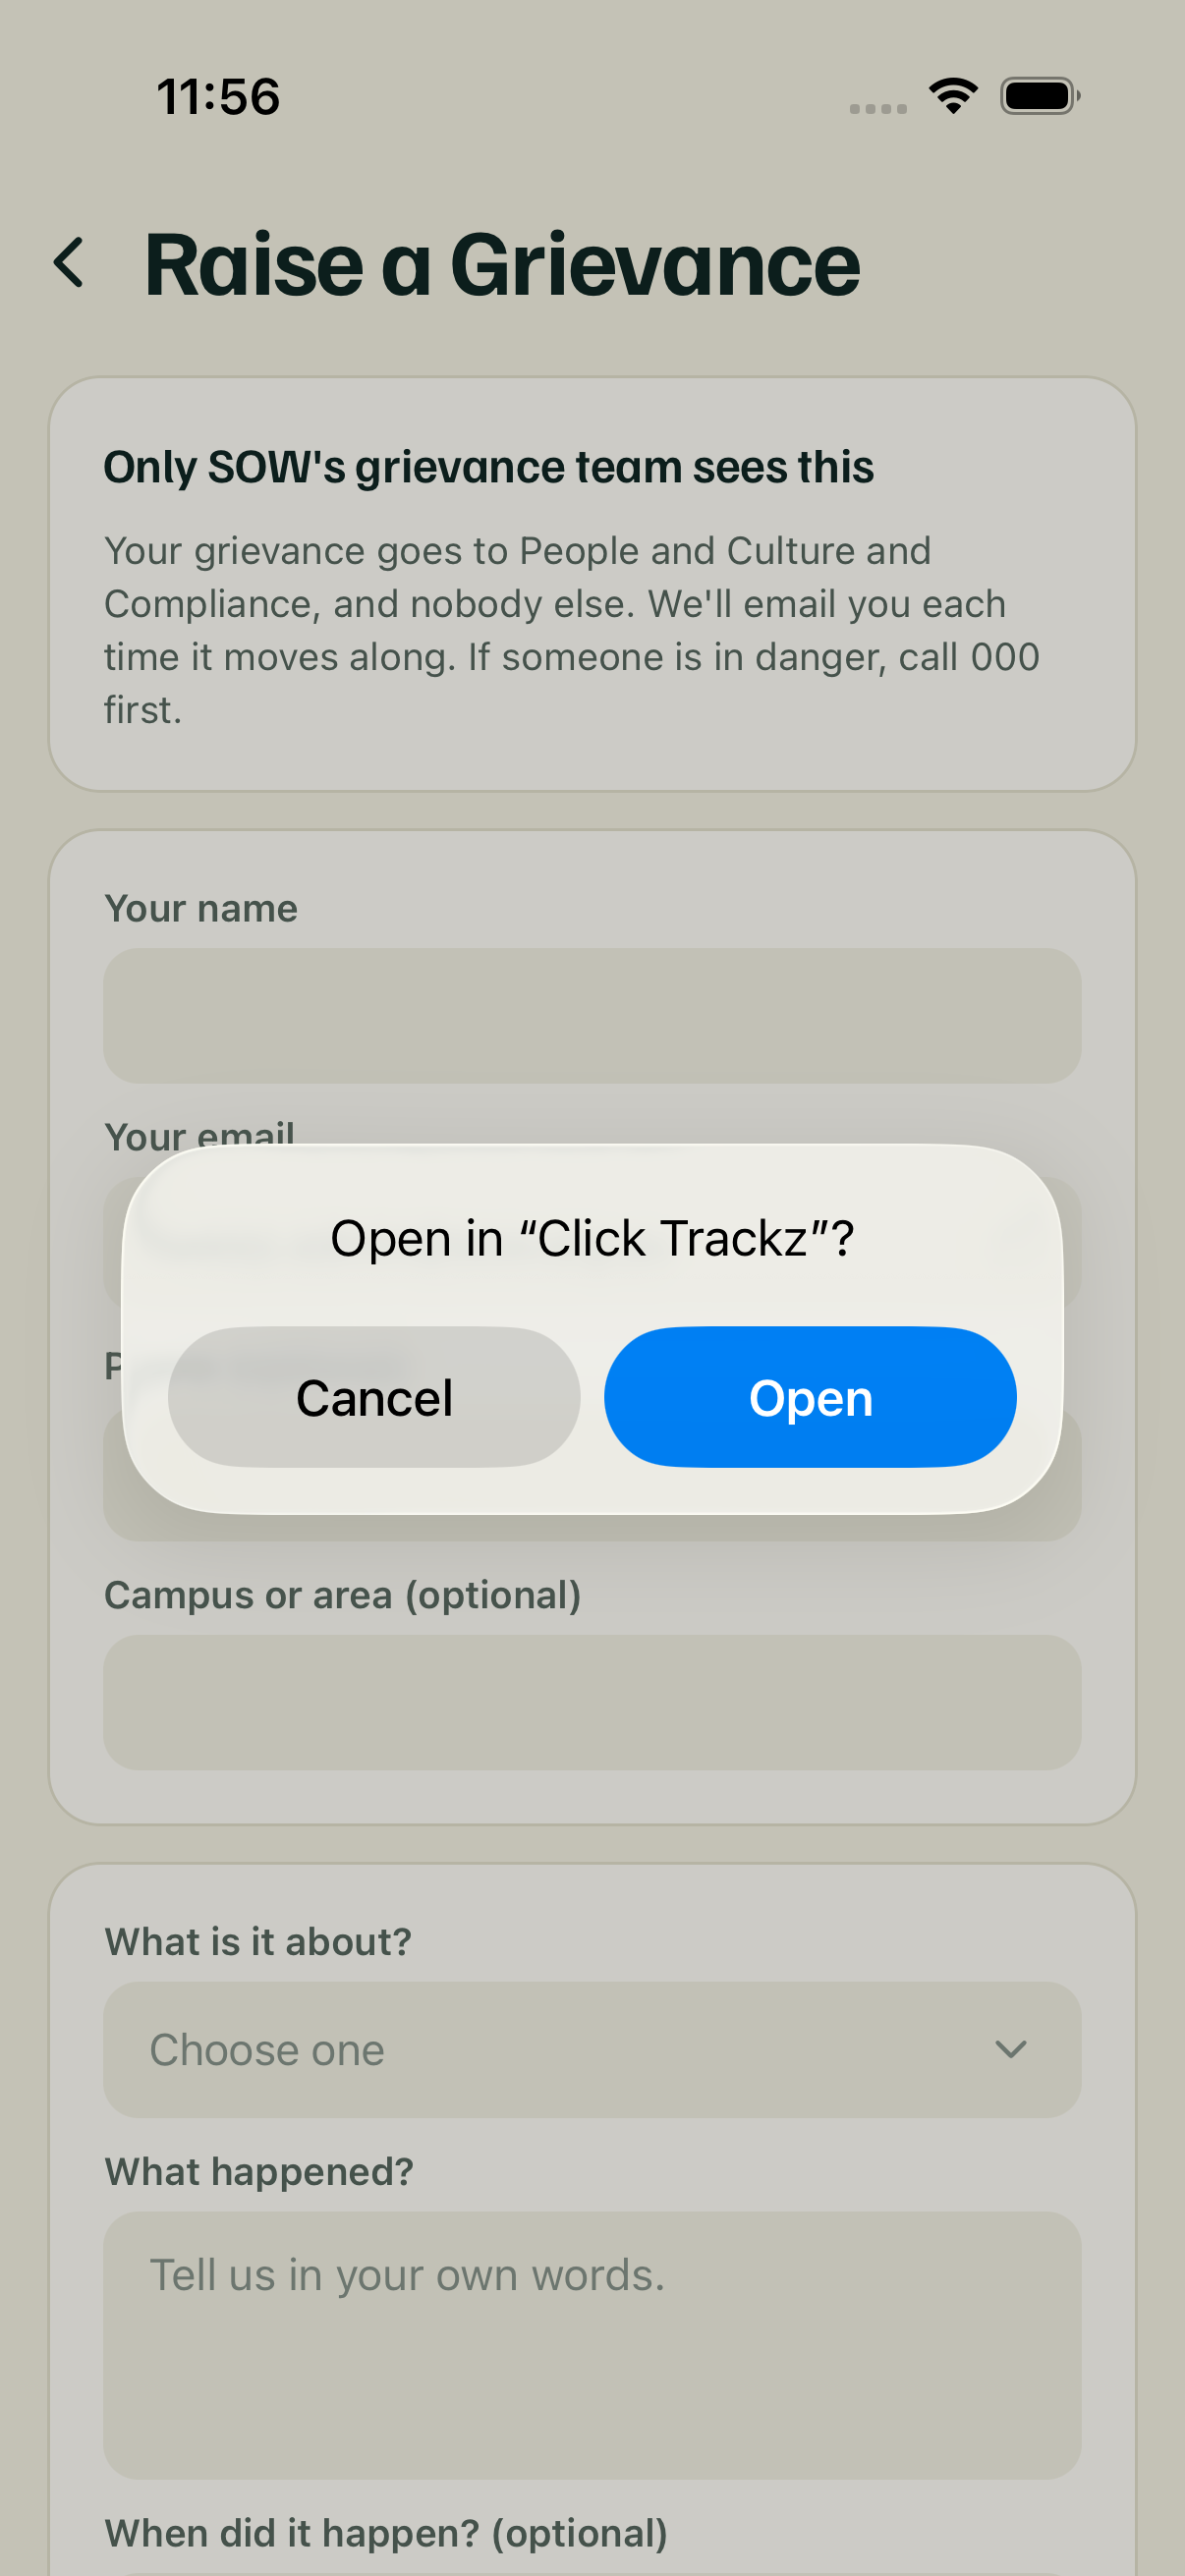 11:56
Raise a Grievance
Only SOW's grievance team sees this
Your grievance goes to People and Culture and
Compliance, and nobody else. We'll email you each
time it moves along. If someone is in danger, call 000
first.
Your name
Your email
Open in “Click Trackz”?
Cancel
Open
Campus or area (optional)
What is it about?
Choose one
What happened?
Tell us in your own words.
When did it happen? (optional)